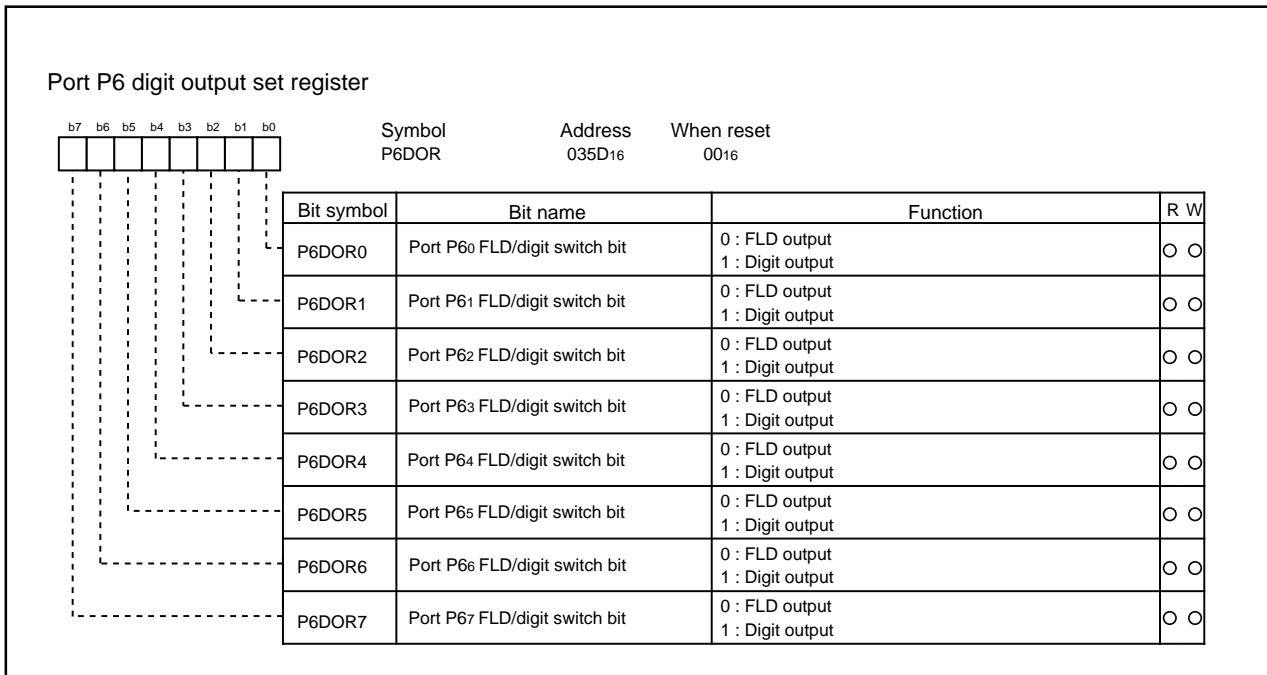 Port P6 digit output set register
b7 b6 b5 b4 b3 b2 b1 b0
Symbol Address When reset
P6DOR 035D16 0016
Bit symbol Bit name Function R W
P6DOR0 Port P60 FLD/digit switch bit 0 : FLD output
1 : Digit output
P6DOR1 Port P61 FLD/digit switch bit 0 : FLD output
1 : Digit output
P6DOR2 Port P62 FLD/digit switch bit 0 : FLD output
1 : Digit output
P6DOR3 Port P63 FLD/digit switch bit 0 : FLD output
1 : Digit output
P6DOR4 Port P64 FLD/digit switch bit 0 : FLD output
1 : Digit output
P6DOR5 Port P65 FLD/digit switch bit 0 : FLD output
1 : Digit output
P6DOR6 Port P66 FLD/digit switch bit 0 : FLD output
1 : Digit output
P6DOR7 Port P67 FLD/digit switch bit 0 : FLD output
1 : Digit output